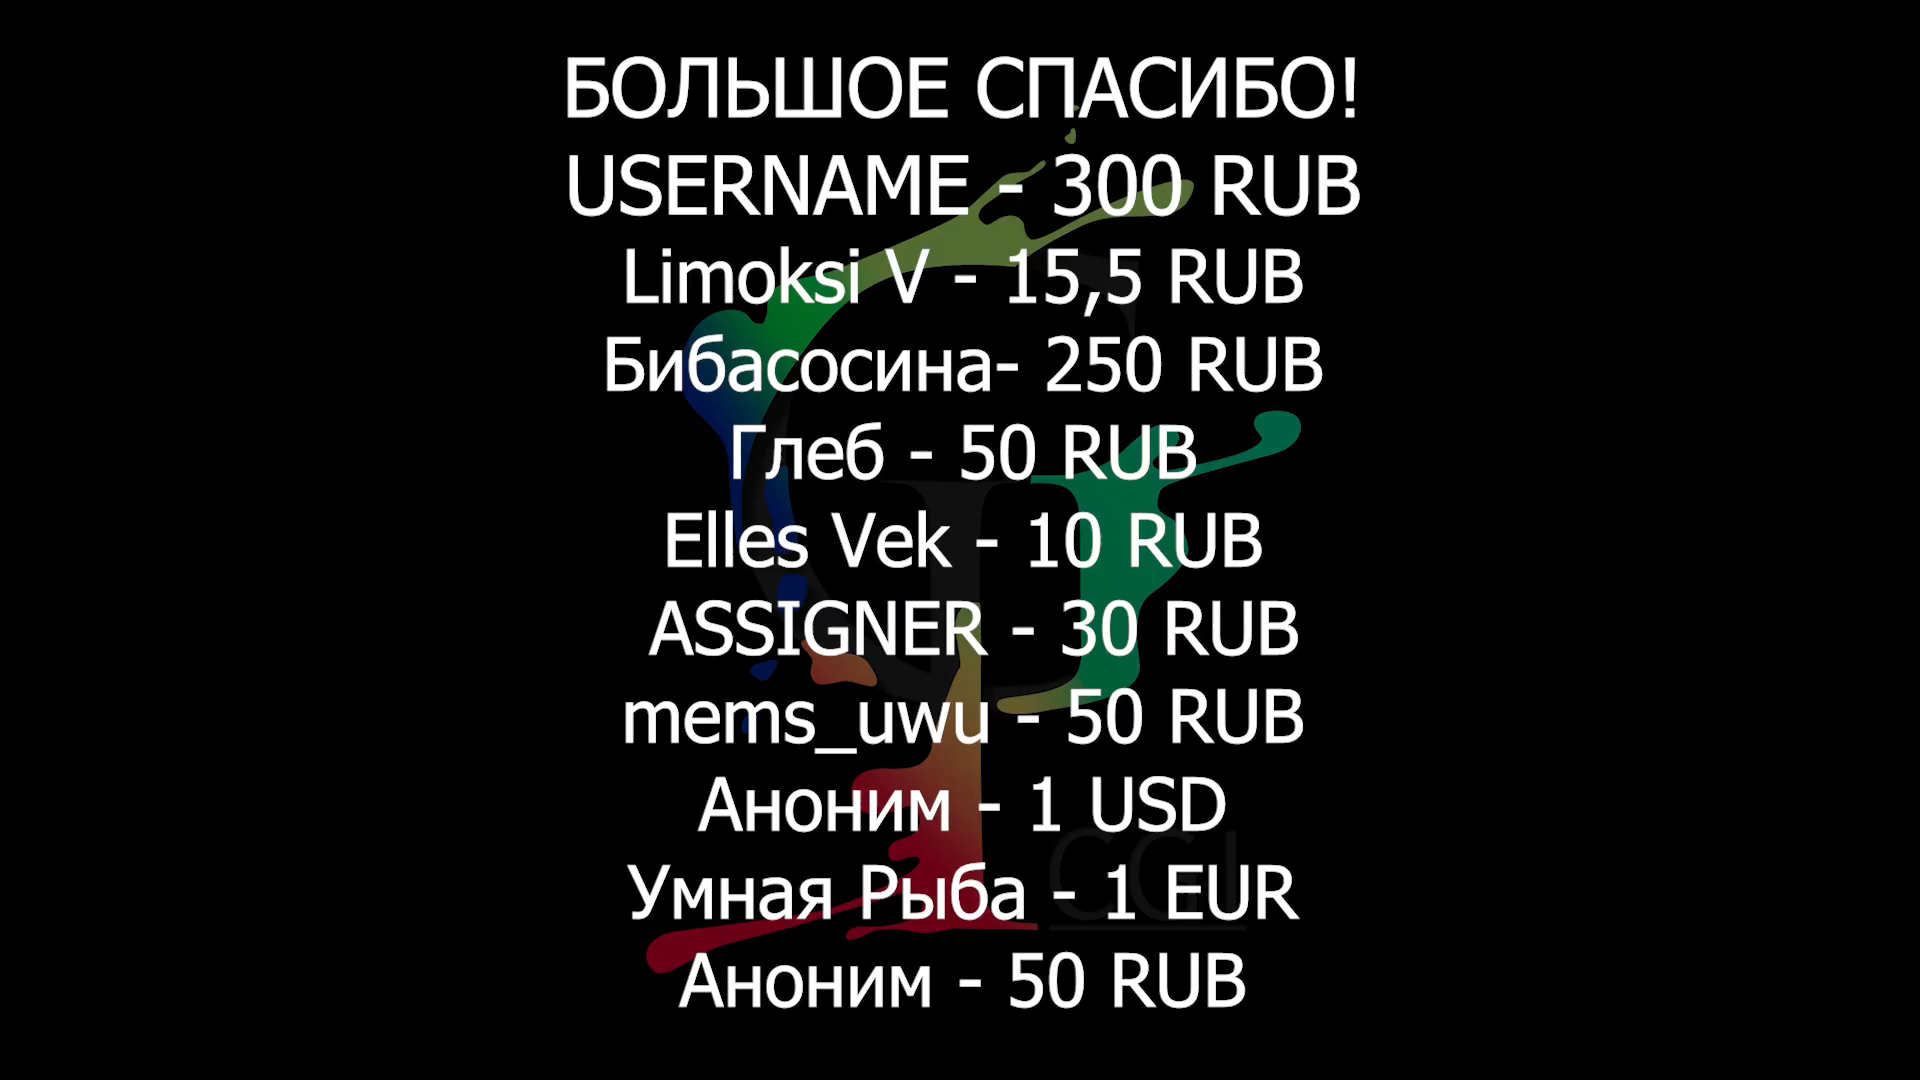 БОЛЬШОЕ СПАСИБО!
USERNAME - 300 RUB
Limoksi V - 15,5 RUB
Бибасосина- 250 RUB
Глеб - 50 RUB
Elles Vek - 10 RUB
ASSIGNER - 30 RUB
mems_uwu - 50 RUB
Аноним - 1 USD
Умная Рыба - 1 EUR
Аноним - 50 RUB
CGI